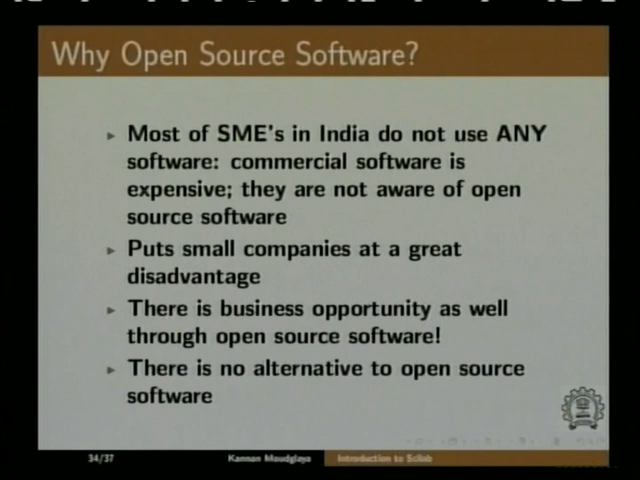 Why Open Source Software?
Most of SME's in India do not use ANY
software: commercial software is
expensive; they are not aware of open
source software
Puts small companies at a great
disadvantage
There is business opportunity as well
through open source software!
There is no alternative to open source
software
34/37 Kannan Moudgalya Introduction to Scilab